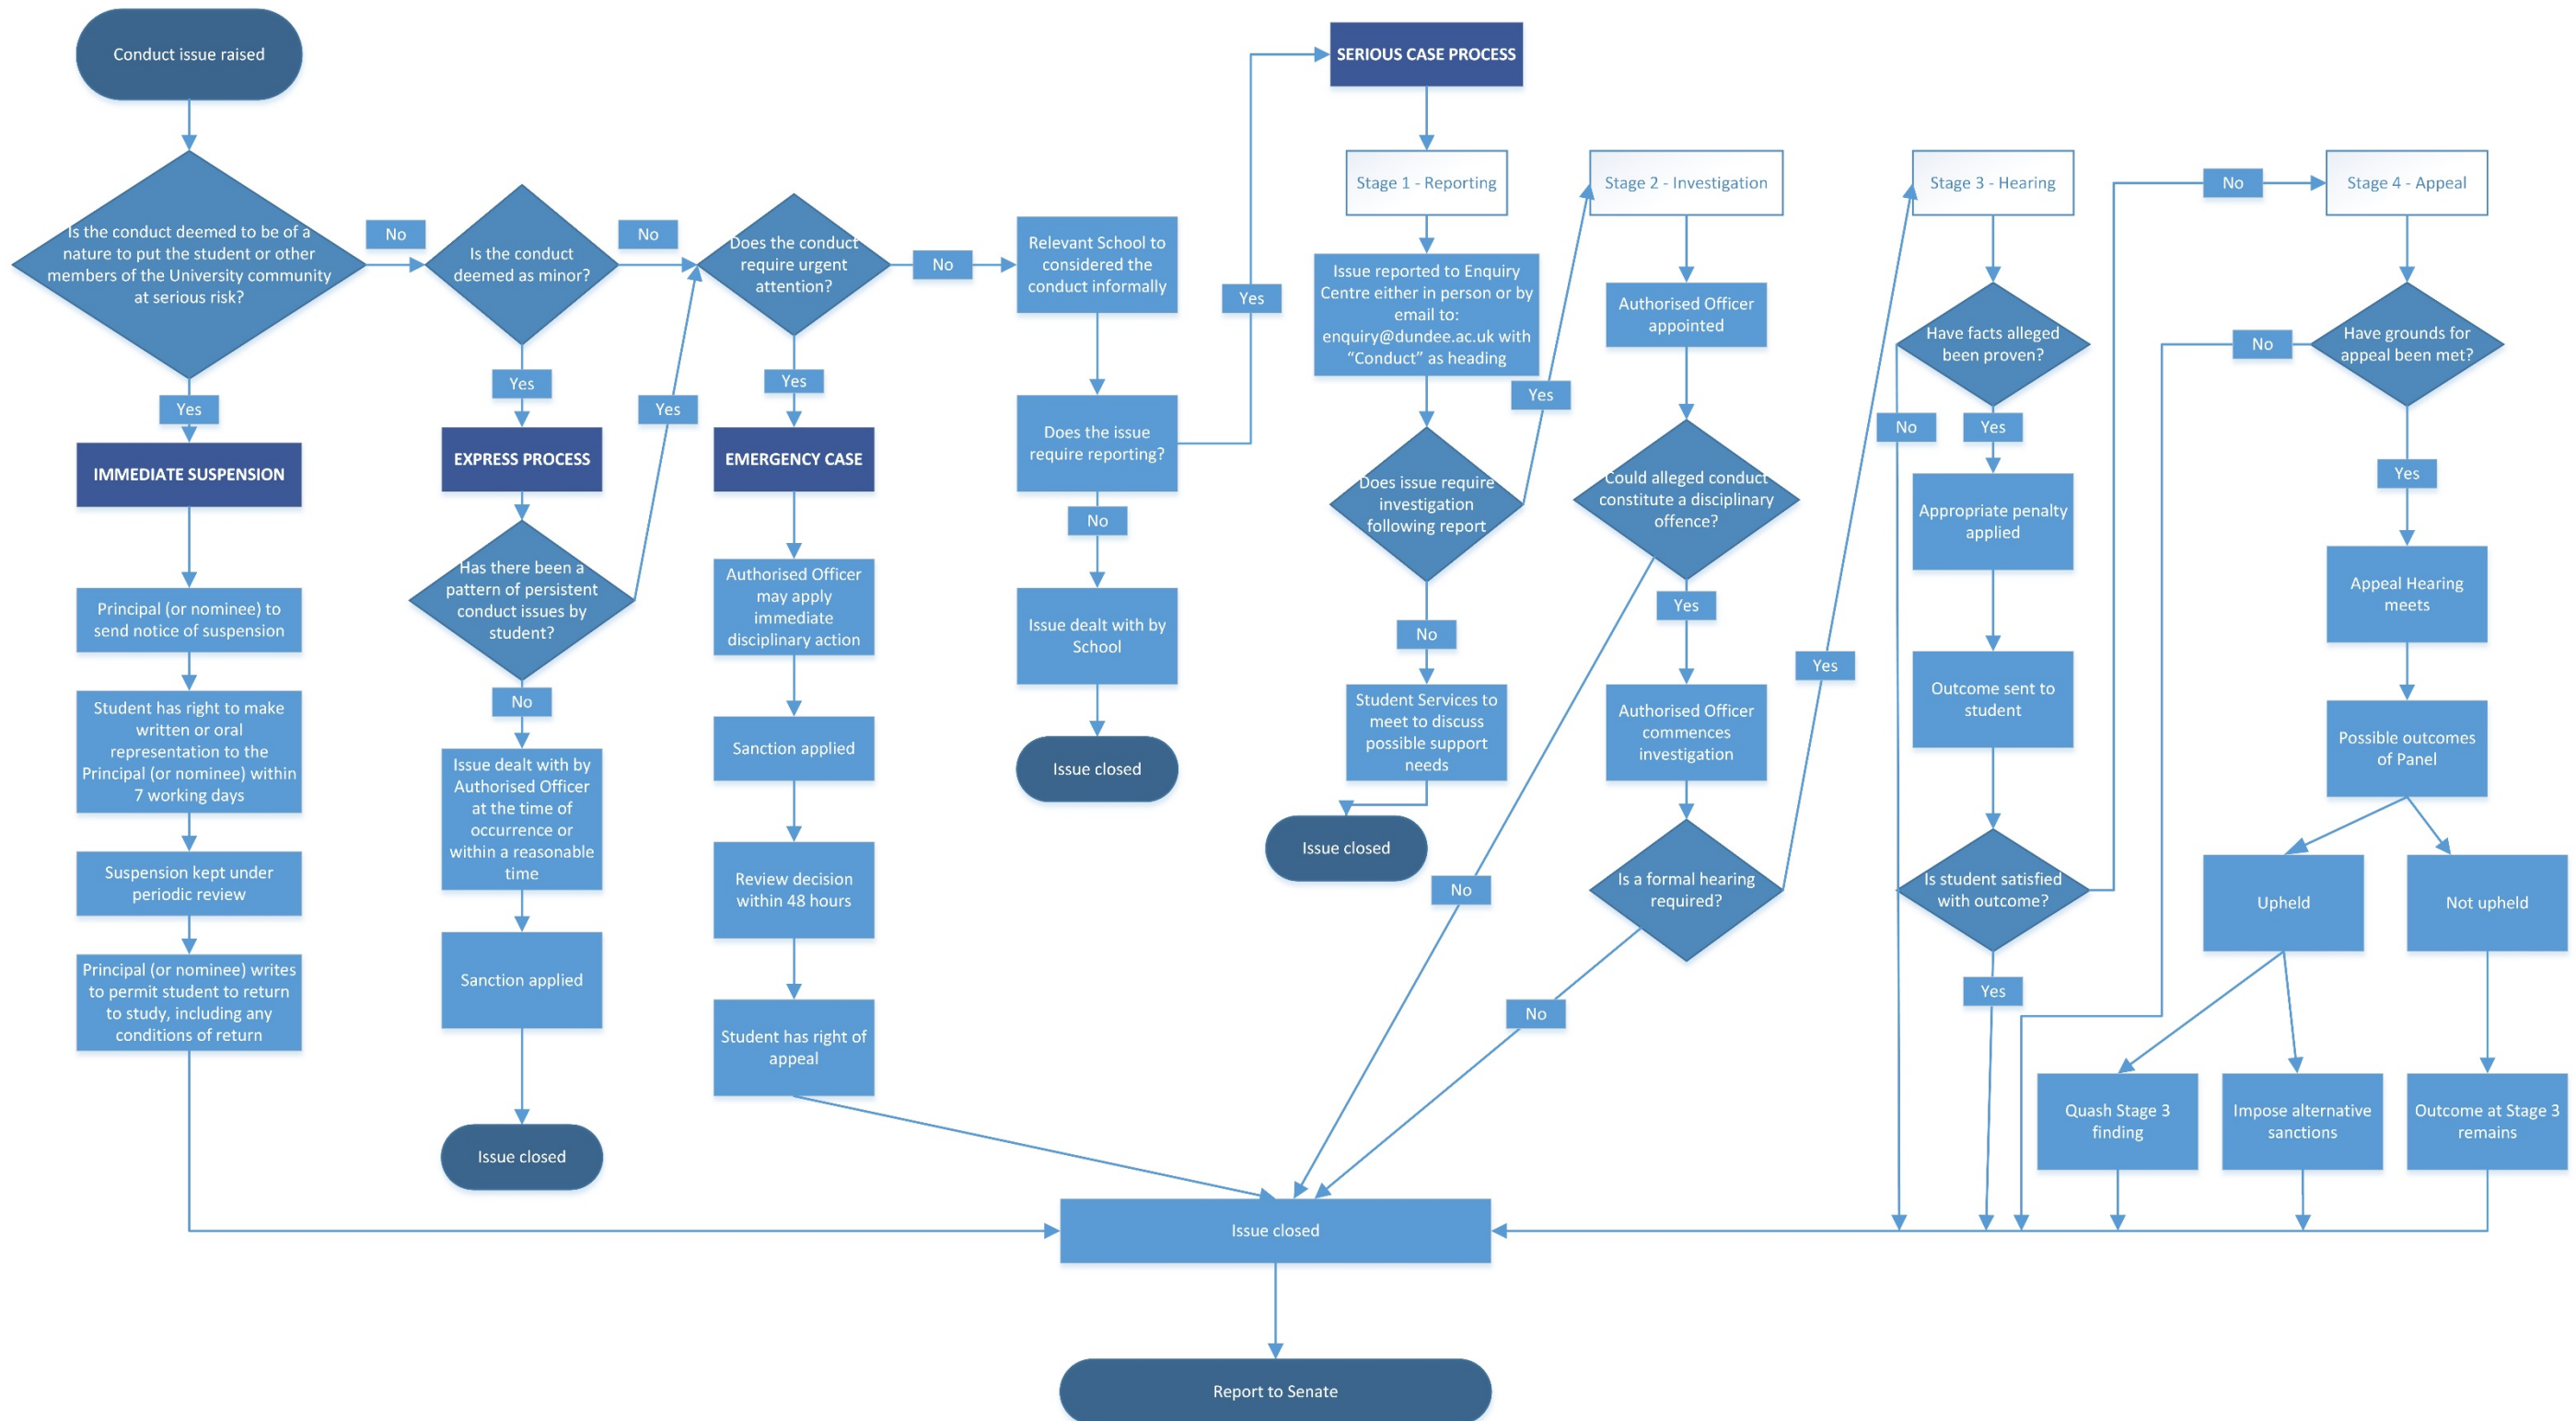 Conduct issue raised
Is the conduct deemed to be of a
nature to put the student or other
members of the University community
at serious risk?
Yes
IMMEDIATE SUSPENSION
Principal (or nominee) to
send notice of suspension
Student has right to make
written or oral
representation to the
Principal (or nominee) within
7 working days
Suspension kept under
periodic review
Principal (or nominee) writes
to permit student to return
to study, including any
conditions of return
No
Is the conduct
deemed as minor?
Yes
EXPRESS PROCESS
Has there been a
pattern of persistent
conduct issues by
student?
Yes
No
Issue dealt with by
Authorised Officer
at the time of
occurrence or
within a reasonable
time
Sanction applied
Issue closed
No
Does the conduct
require urgent
attention?
Yes
EMERGENCY CASE
Authorised Officer
may apply
immediate
disciplinary action
Sanction applied
Review decision
within 48 hours
Student has right of
appeal
No
Relevant School to
considered the
conduct informally
Does the issue
require reporting?
No
Issue dealt with by
School
Issue closed
Yes
SERIOUS CASE PROCESS
Stage 1 - Reporting
Issue reported to Enquiry
Centre either in person or by
email to:
enquiry@dundee.ac.uk with
“Conduct” as heading
Does issue require
investigation
following report
No
Student Services to
meet to discuss
possible support
needs
Issue closed
Yes
Stage 2 - Investigation
Authorised Officer
appointed
Could alleged conduct
constitute a disciplinary
offence?
No
Yes
Authorised Officer
commences
investigation
Is a formal hearing
required?
No
Yes
Stage 3 - Hearing
Have facts alleged
been proven?
No
Yes
Appropriate penalty
applied
Outcome sent to
student
Is student satisfied
with outcome?
Yes
No
Stage 4 - Appeal
Have grounds for
appeal been met?
No
Yes
Appeal Hearing
meets
Possible outcomes
of Panel
Upheld
Not upheld
Quash Stage 3
finding
Impose alternative
sanctions
Outcome at Stage 3
remains
Issue closed
Report to Senate